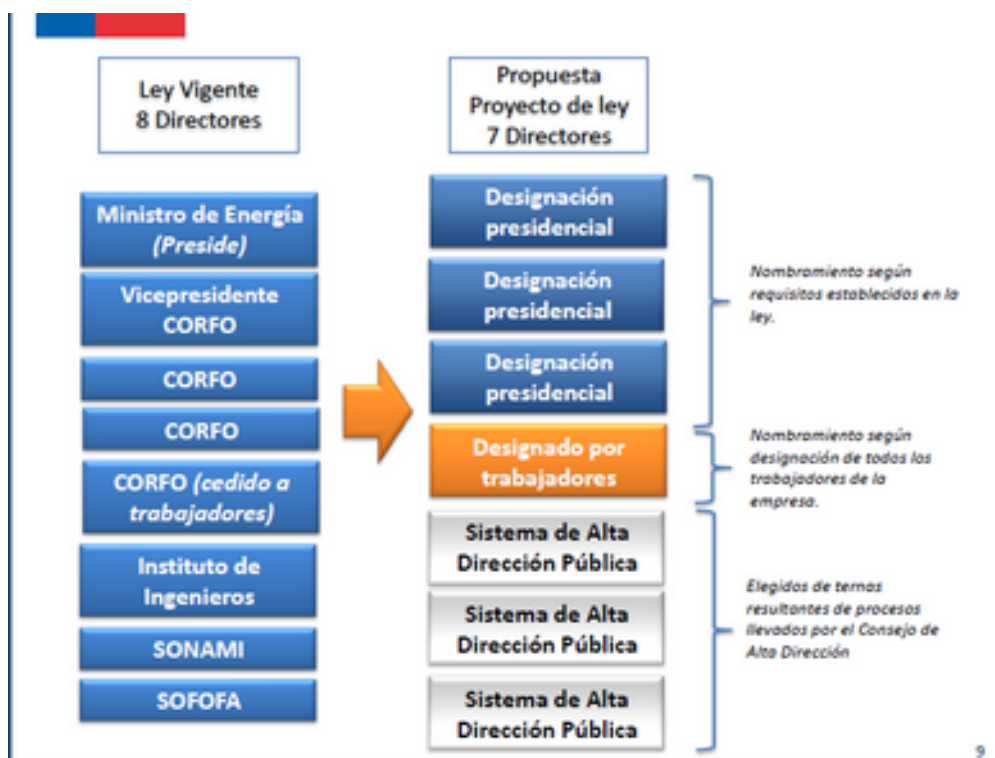 Ley Vigente
8 Directores
Ministro de Energía
(Preside)
Vicepresidente
CORFO
CORFO
CORFO
CORFO (cedido a
trabajadores)
Instituto de
Ingenieros
SONAMI
SOFOFA
Propuesta
Proyecto de ley
7 Directores
Designación
presidencial
Designación
presidencial
Designación
presidencial
Designado por
trabajadores
Sistema de Alta
Dirección Pública
Sistema de Alta
Dirección Pública
Sistema de Alta
Dirección Pública
Nombramiento según
requisitos establecidos en la
ley.
Nombramiento según
designación de todos los
trabajadores de la
empresa.
Elegidos de ternas
resultantes de procesos
llevados por el Consejo de
Alta Dirección
9